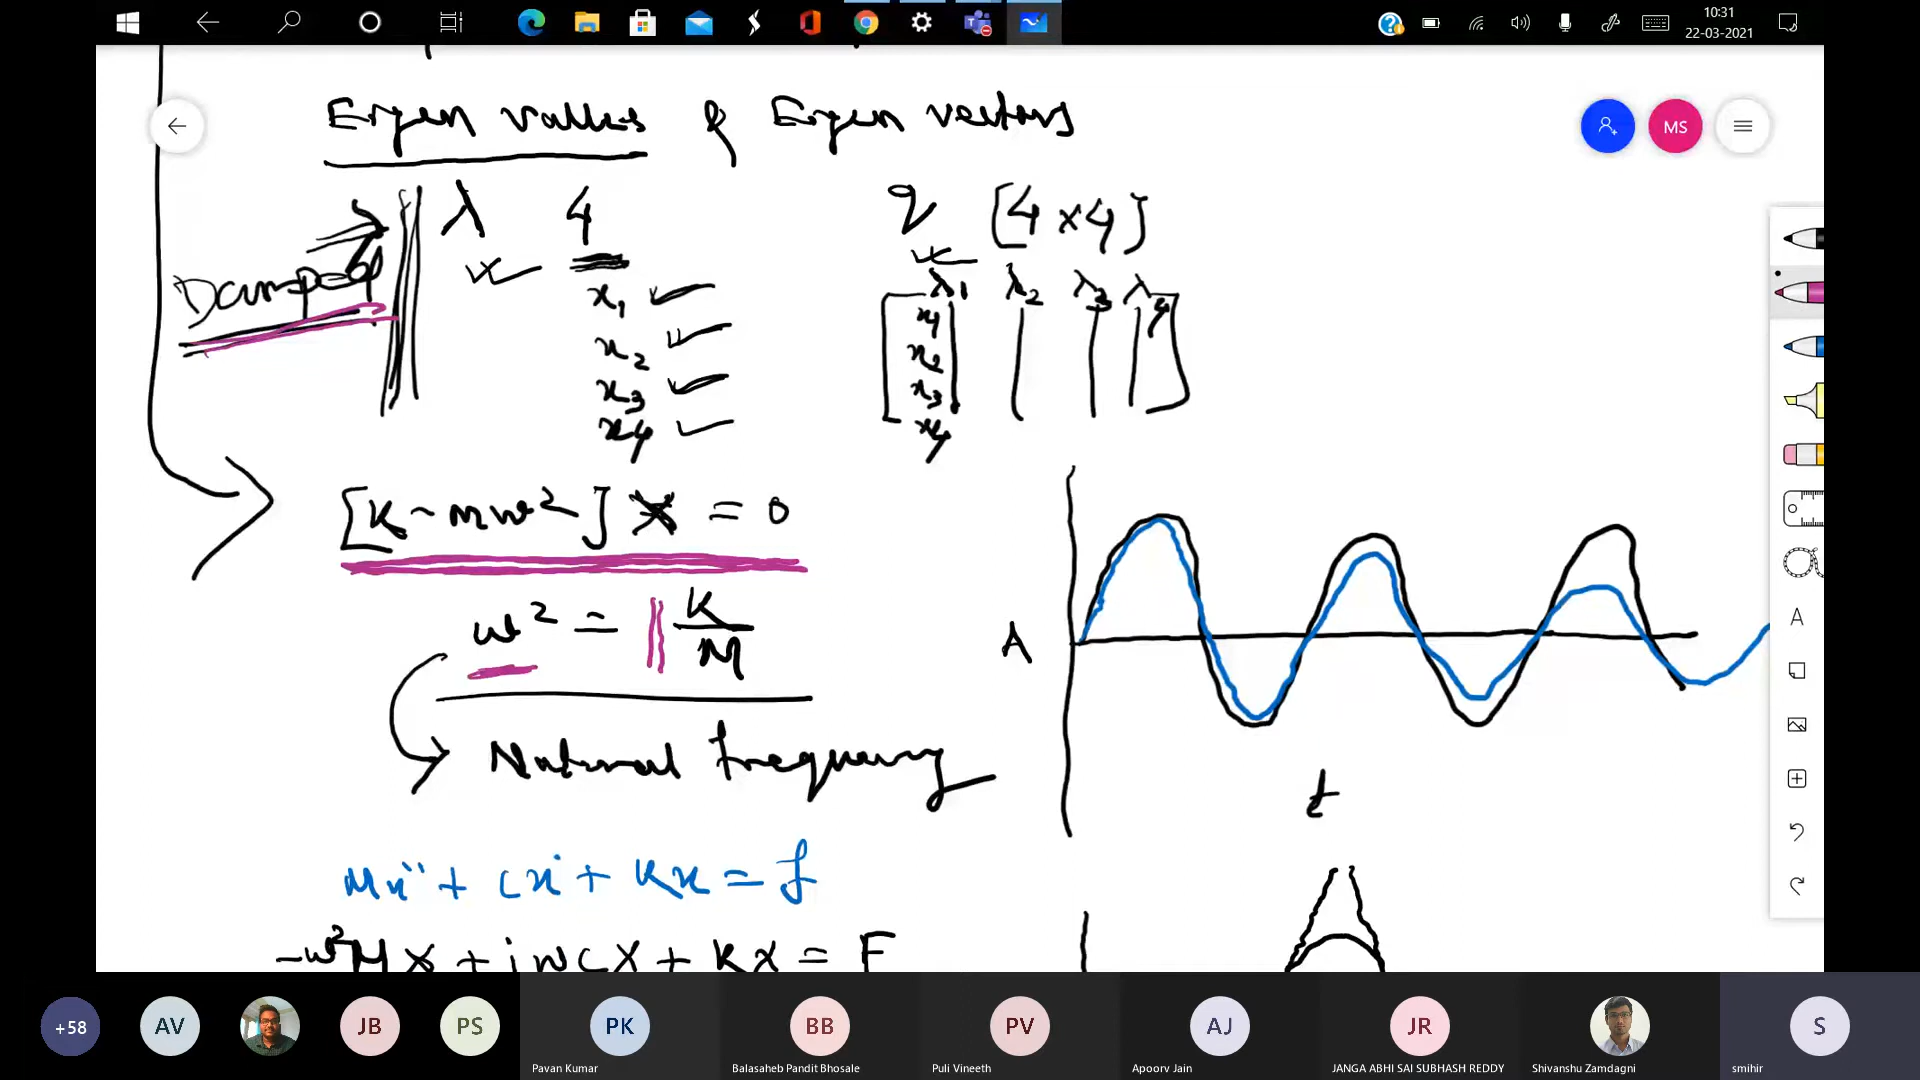 10:31
22-03-2021
Eigen values & Eigen vectors
λ 4
q [4 x 4]
Damped
x1
x2
x3
x4
λ1 λ2 λ3 λ4
x1
x2
x3
x4
[K - Mω²] X = 0
ω² = K/M
Natural frequency
A
t
Mẍ + Cẋ + Kx = f
-ω²MX + iωCX + KX = F
MS
A
+58
AV
JB
PS
PK
BB
PV
AJ
JR
S
Pavan Kumar
Balasaheb Pandit Bhosale
Puli Vineeth
Apoorv Jain
JANGA ABHI SAI SUBHASH REDDY
Shivanshu Zamdagni
smihir